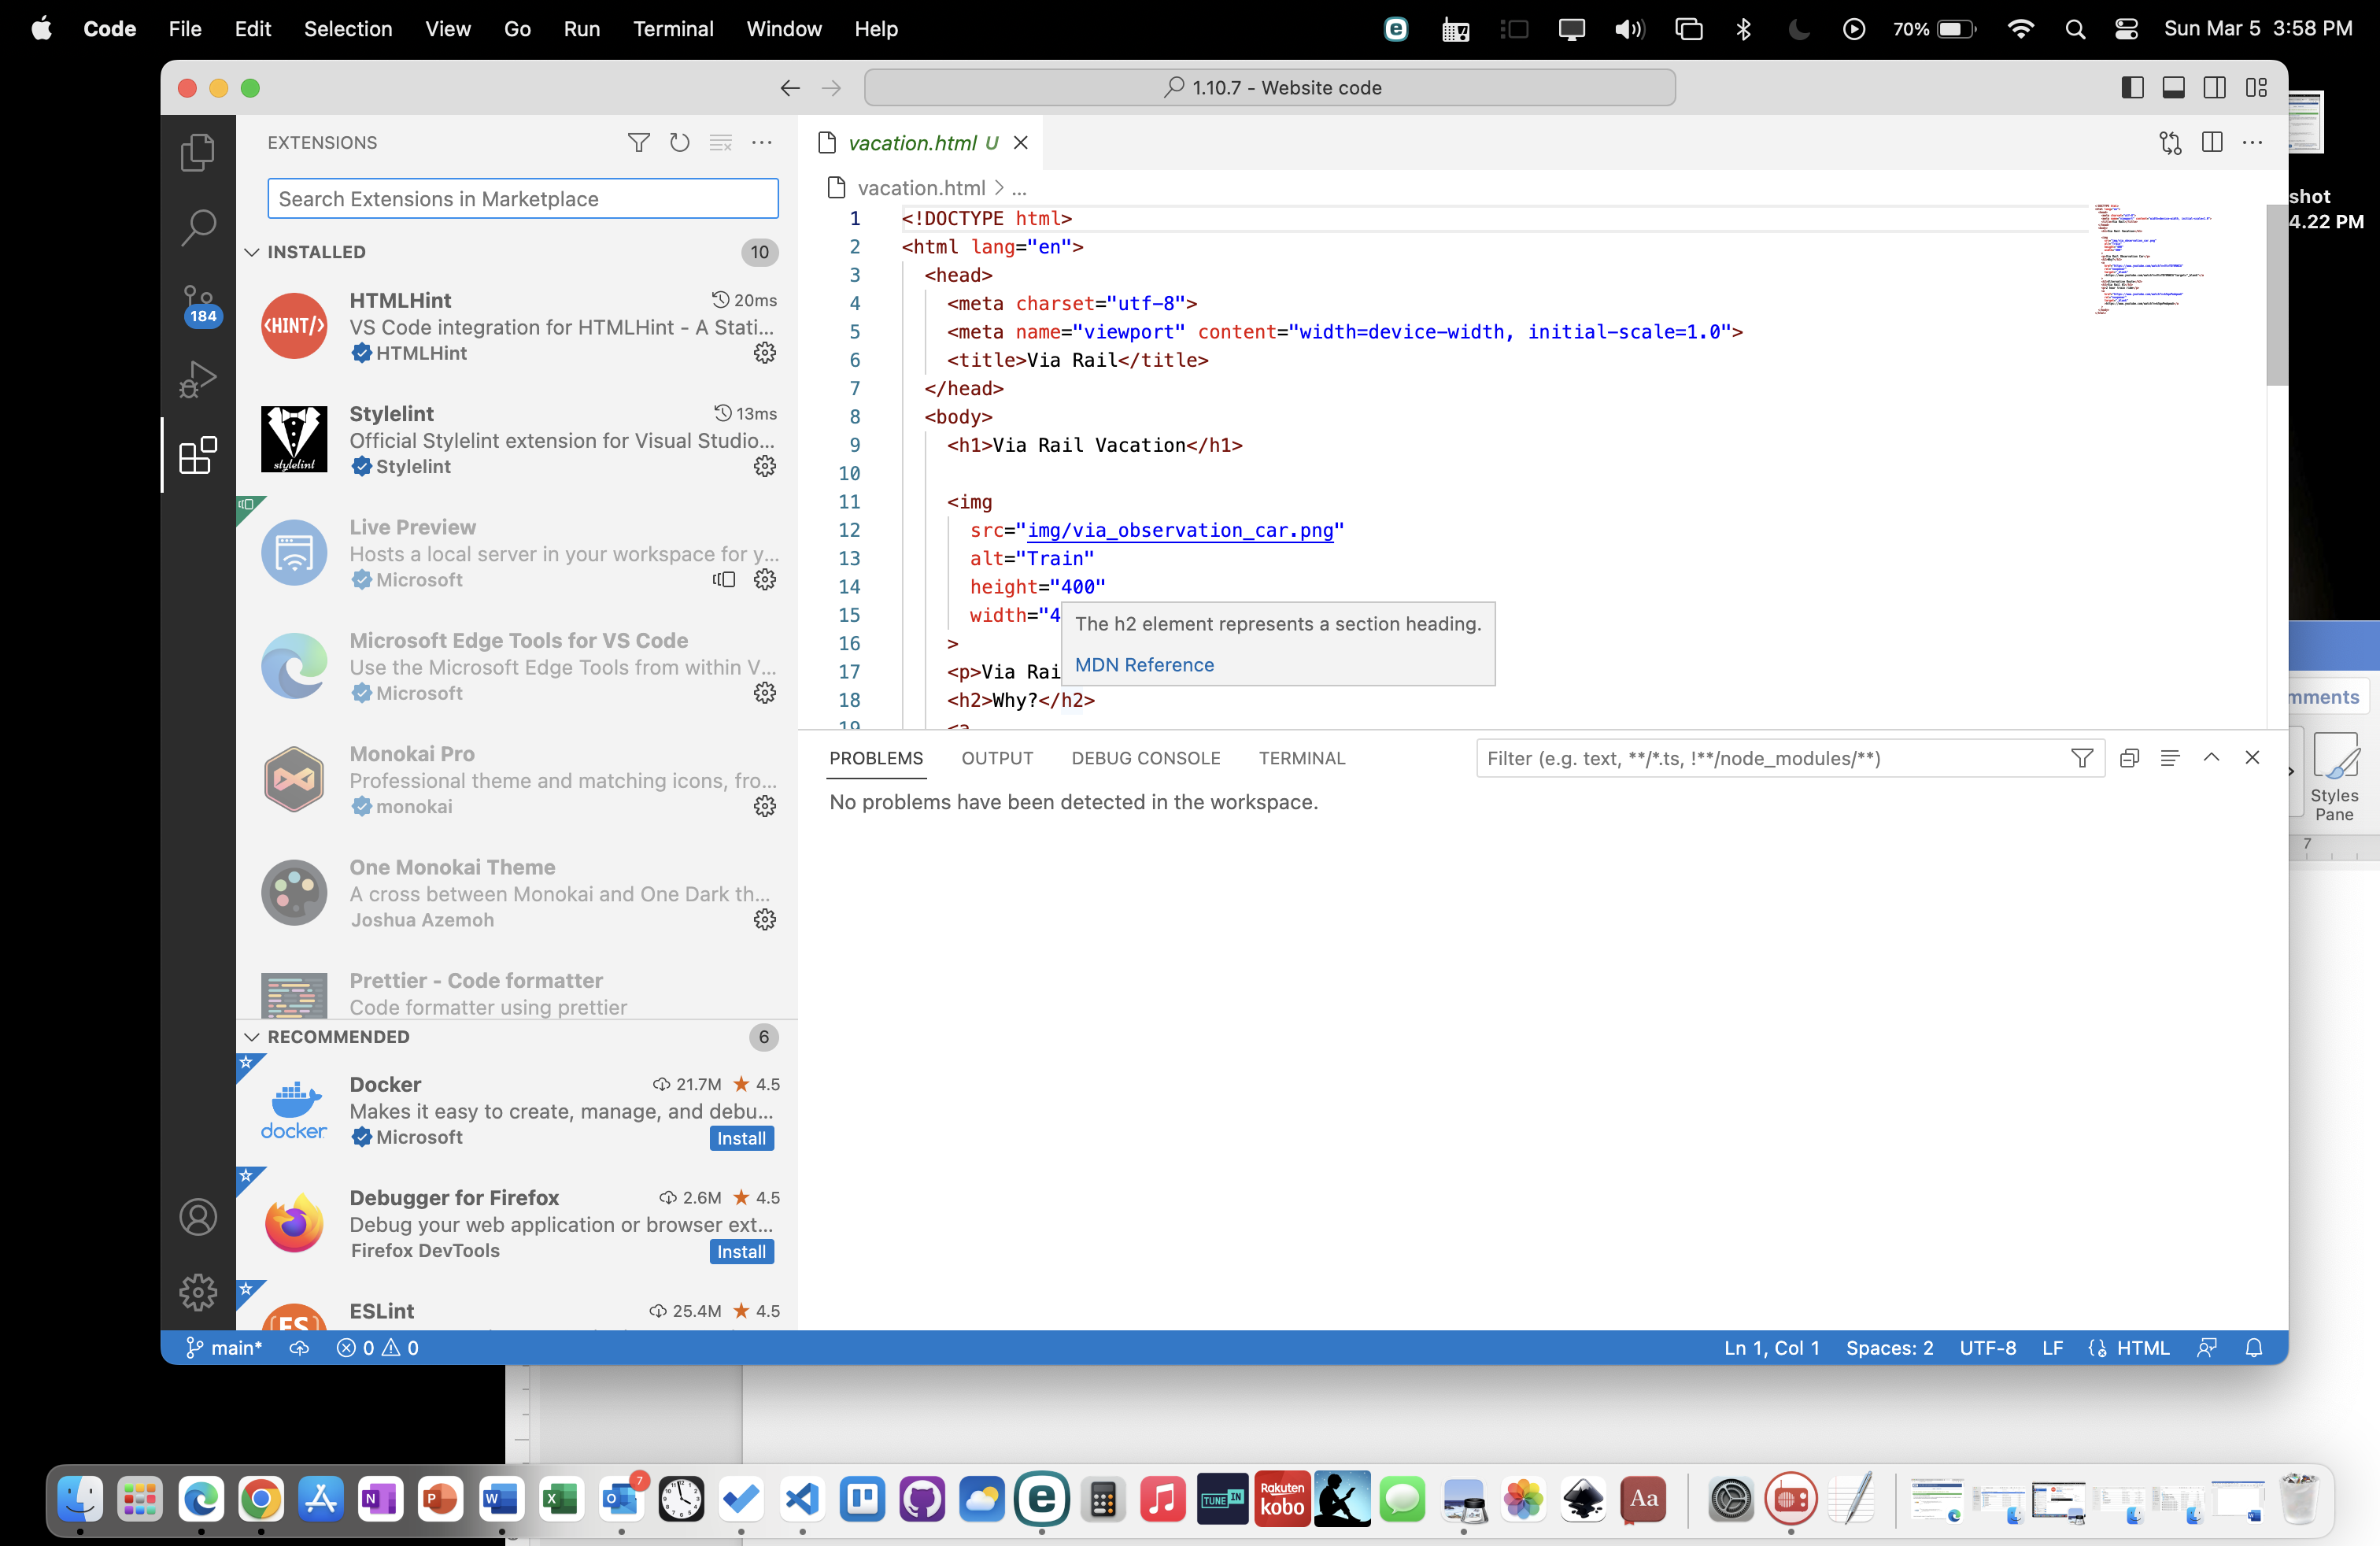 Code File Edit Selection View Go Run Terminal Window Help 70% Sun Mar 5 3:58 PM
1.10.7 - Website code
EXTENSIONS
Search Extensions in Marketplace
INSTALLED 10
HTMLHint 20ms
VS Code integration for HTMLHint - A Stati...
HTMLHint
<HINT/>
Stylelint 13ms
Official Stylelint extension for Visual Studio...
Stylelint
stylelint
Live Preview
Hosts a local server in your workspace for y...
Microsoft
Microsoft Edge Tools for VS Code
Use the Microsoft Edge Tools from within V...
Microsoft
Monokai Pro
Professional theme and matching icons, fro...
monokai
One Monokai Theme
A cross between Monokai and One Dark th...
Joshua Azemoh
Prettier - Code formatter
Code formatter using prettier
RECOMMENDED 6
Docker 21.7M 4.5
Makes it easy to create, manage, and debu...
Microsoft Install
docker
Debugger for Firefox 2.6M 4.5
Debug your web application or browser ext...
Firefox DevTools Install
ESLint 25.4M 4.5
ES
184
vacation.html U
vacation.html > ...
1 <!DOCTYPE html>
2 <html lang="en">
3 <head>
4 <meta charset="utf-8">
5 <meta name="viewport" content="width=device-width, initial-scale=1.0">
6 <title>Via Rail</title>
7 </head>
8 <body>
9 <h1>Via Rail Vacation</h1>
10
11 <img
12 src="img/via_observation_car.png"
13 alt="Train"
14 height="400"
15 width="4
16 >
17 <p>Via Rai
18 <h2>Why?</h2>
19 <a
The h2 element represents a section heading.
MDN Reference
PROBLEMS OUTPUT DEBUG CONSOLE TERMINAL Filter (e.g. text, **/*.ts, !**/node_modules/**)
No problems have been detected in the workspace.
main* 0 0 Ln 1, Col 1 Spaces: 2 UTF-8 LF HTML
shot
4.22 PM
mments
Styles
Pane
7
7
TUNE IN
Rakuten
kobo
Aa